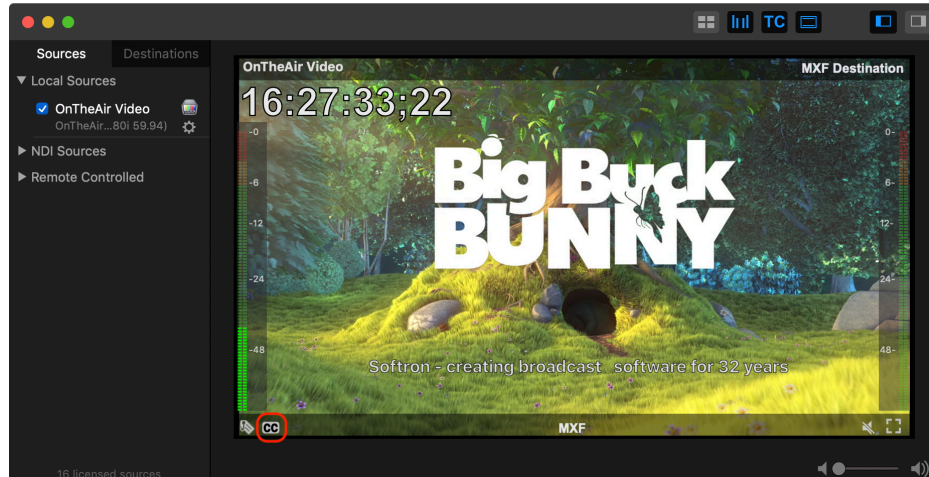 TC
Sources Destinations
Local Sources
OnTheAir Video
OnTheAir...80i 59.94)
NDI Sources
Remote Controlled
16 licensed sources
OnTheAir Video MXF Destination
16:27:33;22
-0 0-
-6 6-
-12 12-
-24 24-
-48 48-
Big Buck
BUNNY
Softron - creating broadcast software for 32 years
CC MXF